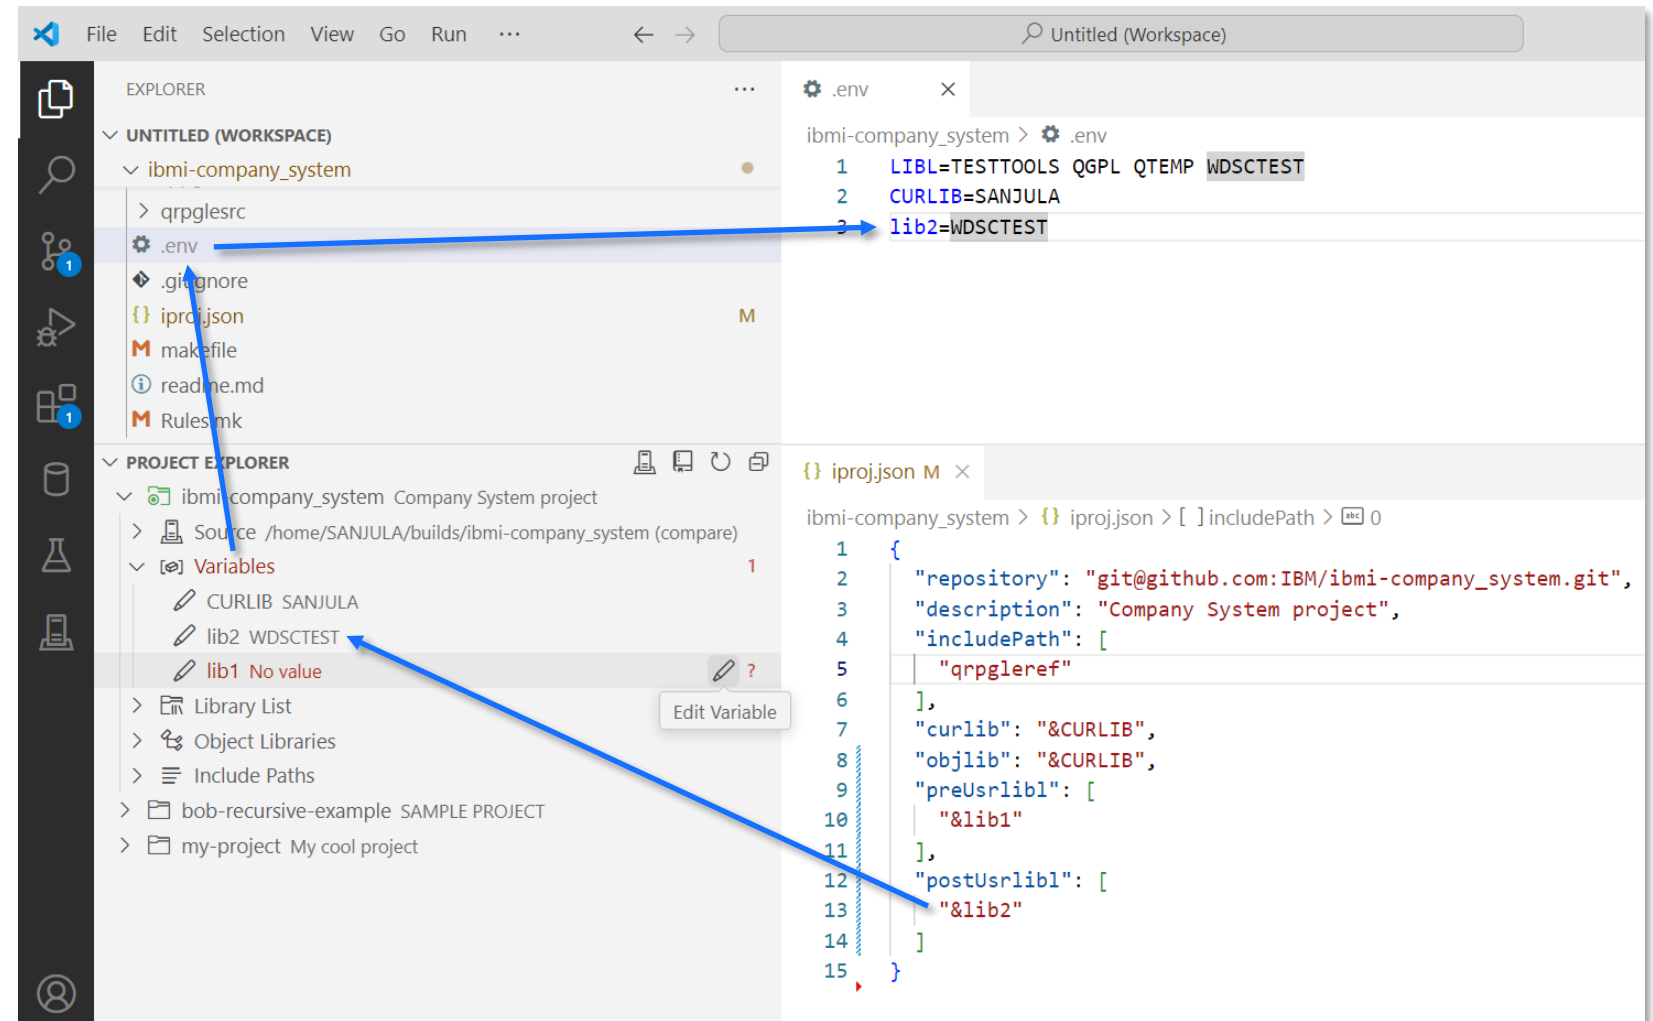 File Edit Selection View Go Run ···
Untitled (Workspace)
EXPLORER
UNTITLED (WORKSPACE)
ibmi-company_system
qrpglesrc
.env
.gitignore
iproj.json M
makefile
readme.md
Rules.mk
1
1
PROJECT EXPLORER
ibmi-company_system Company System project
Source /home/SANJULA/builds/ibmi-company_system (compare)
Variables 1
CURLIB SANJULA
lib2 WDSCTEST
lib1 No value ?
Edit Variable
Library List
Object Libraries
Include Paths
bob-recursive-example SAMPLE PROJECT
my-project My cool project
.env
ibmi-company_system > .env
1 LIBL=TESTTOOLS QGPL QTEMP WDSCTEST
2 CURLIB=SANJULA
3 lib2=WDSCTEST
{} iproj.json M
ibmi-company_system > {} iproj.json > [ ] includePath > abc 0
1 {
2 "repository": "git@github.com:IBM/ibmi-company_system.git",
3 "description": "Company System project",
4 "includePath": [
5 "qrpgleref"
6 ],
7 "curlib": "&CURLIB",
8 "objlib": "&CURLIB",
9 "preUsrlibl": [
10 "&lib1"
11 ],
12 "postUsrlibl": [
13 "&lib2"
14 ]
15 }